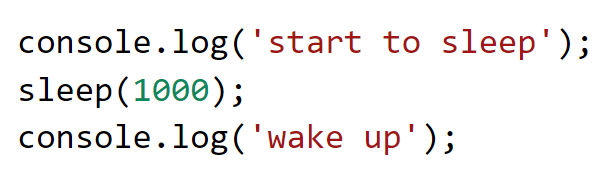 console.log('start to sleep');
sleep(1000);
console.log('wake up');